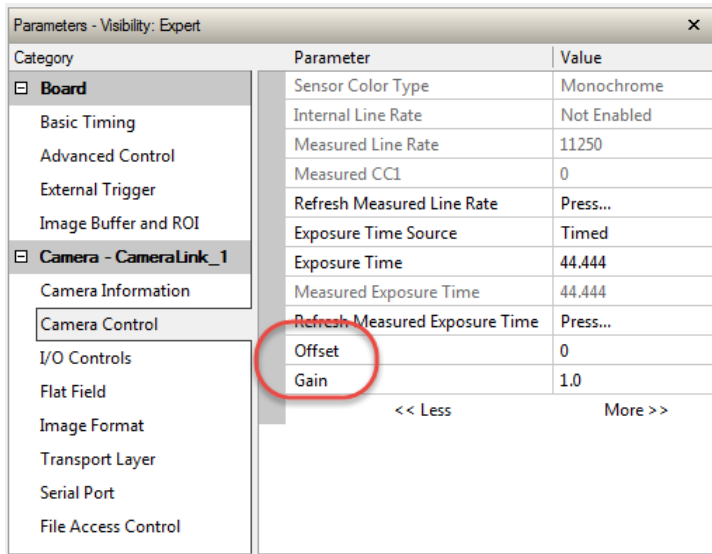 Parameters - Visibility: Expert ×
Category Parameter Value
Board Sensor Color Type Monochrome
Basic Timing Internal Line Rate Not Enabled
Advanced Control Measured Line Rate 11250
External Trigger Measured CC1 0
Image Buffer and ROI Refresh Measured Line Rate Press...
Camera - CameraLink_1 Exposure Time Source Timed
Camera Information Exposure Time 44.444
Camera Control Measured Exposure Time 44.444
I/O Controls Refresh Measured Exposure Time Press...
Flat Field Offset 0
Image Format Gain 1.0
Transport Layer << Less More >>
Serial Port
File Access Control